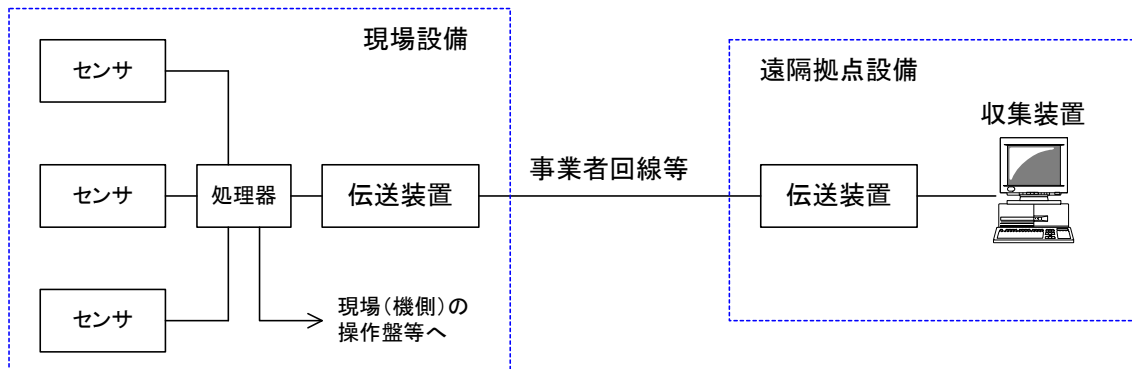 現場設備
センサ
センサ
センサ
処理器
伝送装置
現場(機側)の
操作盤等へ
事業者回線等
遠隔拠点設備
収集装置
伝送装置